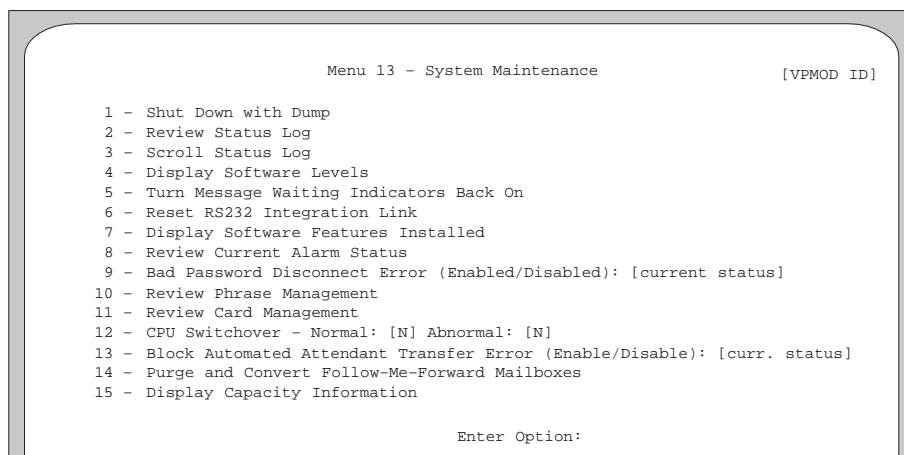 Menu 13 – System Maintenance [VPMOD ID]
1 – Shut Down with Dump
2 – Review Status Log
3 – Scroll Status Log
4 – Display Software Levels
5 – Turn Message Waiting Indicators Back On
6 – Reset RS232 Integration Link
7 – Display Software Features Installed
8 – Review Current Alarm Status
9 – Bad Password Disconnect Error (Enabled/Disabled): [current status]
10 – Review Phrase Management
11 – Review Card Management
12 – CPU Switchover – Normal: [N] Abnormal: [N]
13 – Block Automated Attendant Transfer Error (Enable/Disable): [curr. status]
14 – Purge and Convert Follow–Me–Forward Mailboxes
15 – Display Capacity Information
Enter Option: